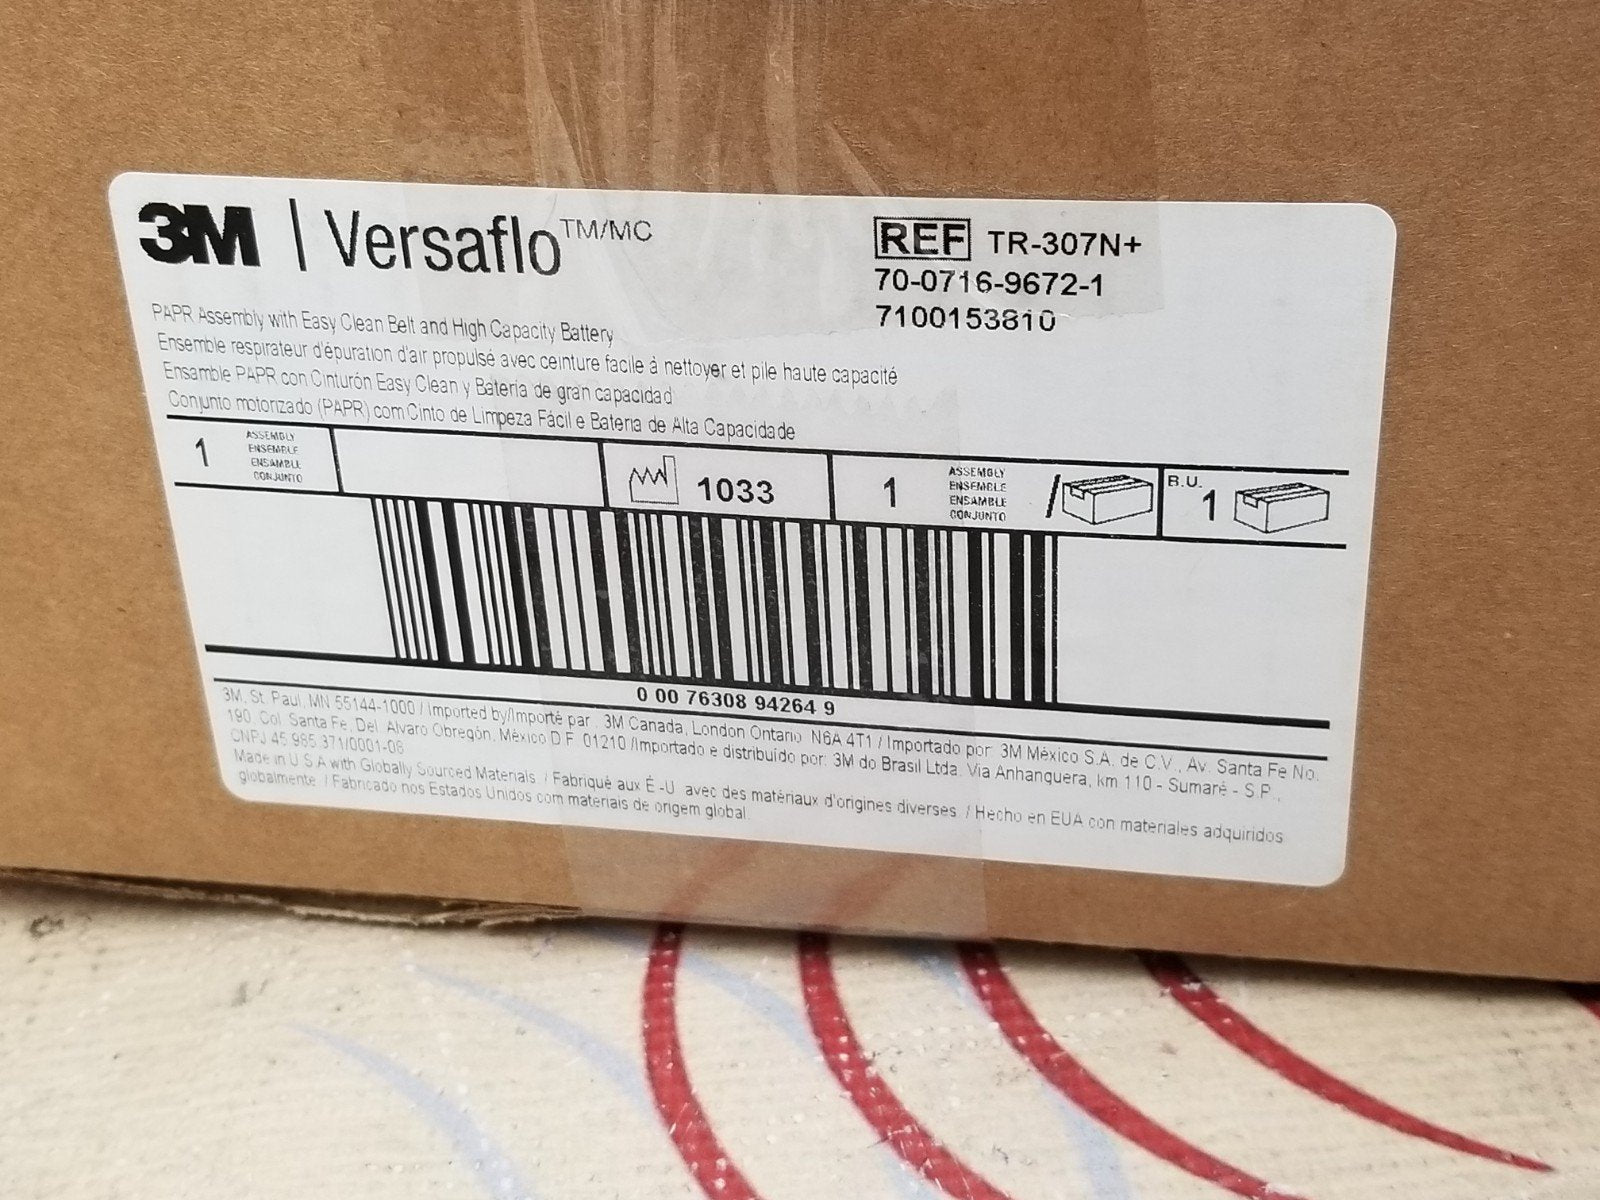 3M | Versaflo™/MC
REF TR-307N+
70-0716-9672-1
7100153810
PAPR Assembly with Easy Clean Belt and High Capacity Battery
Ensemble respirateur d'épuration d'air propulsé avec ceinture facile à nettoyer et pile haute capacité
Ensamble PAPR con Cinturón Easy Clean y Batería de gran capacidad
Conjunto motorizado (PAPR) com Cinto de Limpeza Fácil e Bateria de Alta Capacidade
1
ASSEMBLY
ENSEMBLE
ENSAMBLE
CONJUNTO
1033
1
ASSEMBLY
ENSEMBLE
ENSAMBLE
CONJUNTO
/
B.U.
1
0 00 76308 94264 9
3M, St. Paul, MN 55144-1000 / Imported by/Importé par : 3M Canada, London Ontario N6A 4T1 / Importado por: 3M México S.A. de C.V., Av. Santa Fe No.
190, Col. Santa Fe, Del. Alvaro Obregón, México D.F. 01210 /Importado e distribuído por: 3M do Brasil Ltda. Via Anhanguera, km 110 - Sumaré - S.P.,
CNPJ 45.985.371/0001-08
Made in U.S.A with Globally Sourced Materials. / Fabriqué aux É.-U. avec des matériaux d'origines diverses. / Hecho en EUA con materiales adquiridos
globalmente. / Fabricado nos Estados Unidos com materiais de origem global.